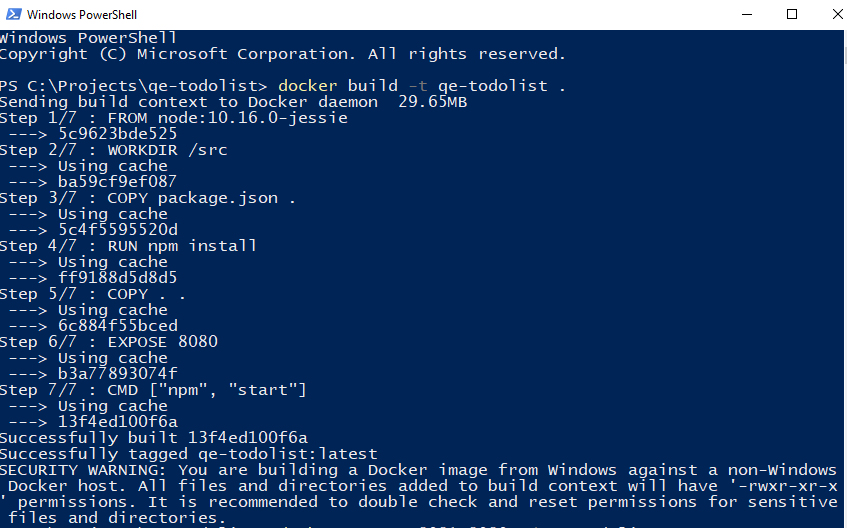 Windows PowerShell
Windows PowerShell
Copyright (C) Microsoft Corporation. All rights reserved.
PS C:\Projects\qe-todolist> docker build -t qe-todolist .
Sending build context to Docker daemon  29.65MB
Step 1/7 : FROM node:10.16.0-jessie
 ---> 5c9623bde525
Step 2/7 : WORKDIR /src
 ---> Using cache
 ---> ba59cf9ef087
Step 3/7 : COPY package.json .
 ---> Using cache
 ---> 5c4f5595520d
Step 4/7 : RUN npm install
 ---> Using cache
 ---> ff9188d5d8d5
Step 5/7 : COPY . .
 ---> Using cache
 ---> 6c884f55bced
Step 6/7 : EXPOSE 8080
 ---> Using cache
 ---> b3a77893074f
Step 7/7 : CMD ["npm", "start"]
 ---> Using cache
 ---> 13f4ed100f6a
Successfully built 13f4ed100f6a
Successfully tagged qe-todolist:latest
SECURITY WARNING: You are building a Docker image from Windows against a non-Windows
 Docker host. All files and directories added to build context will have '-rwxr-xr-x
' permissions. It is recommended to double check and reset permissions for sensitive
 files and directories.